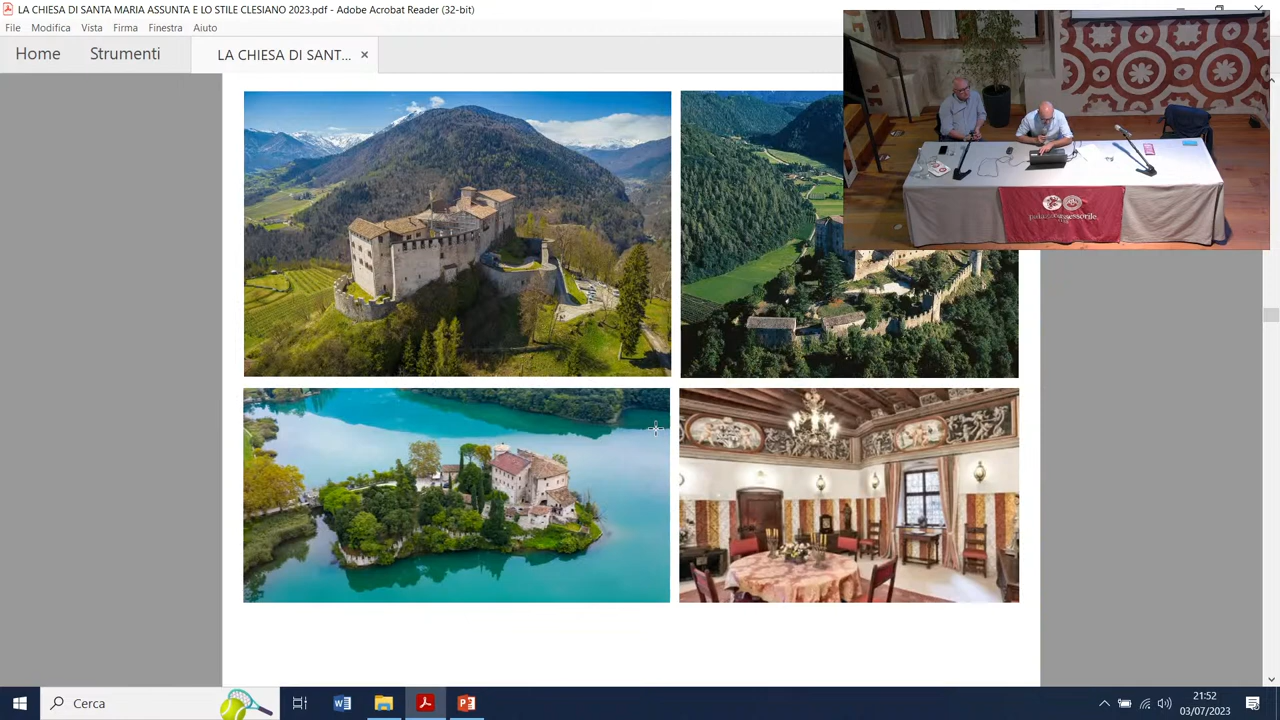 LA CHIESA DI SANTA MARIA ASSUNTA E LO STILE CLESIANO 2023.pdf - Adobe Acrobat Reader (32-bit)
File Modifica Vista Firma Finestra Aiuto
Home Strumenti LA CHIESA DI SANT...
Cerca
21:52
03/07/2023